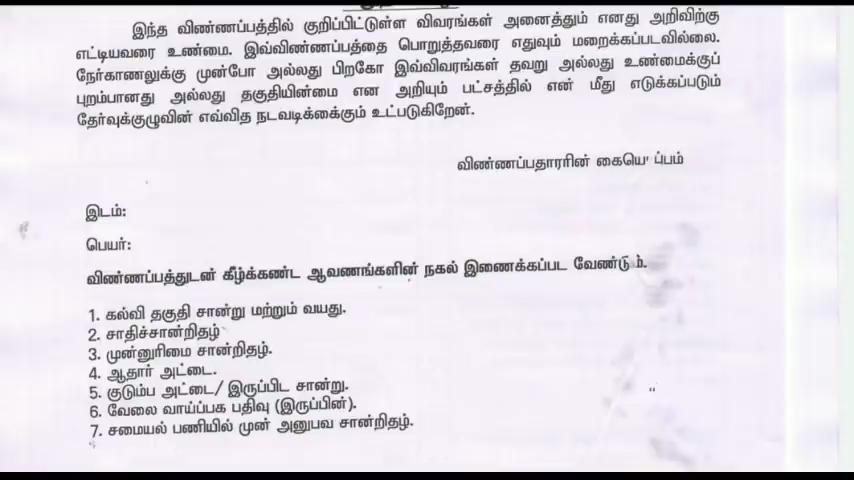 இந்த விண்ணப்பத்தில் குறிப்பிட்டுள்ள விவரங்கள் அனைத்தும் எனது அறிவிற்கு
எட்டியவரை உண்மை. இவ்விண்ணப்பத்தை பொறுத்தவரை எதுவும் மறைக்கப்படவில்லை.
நேர்காணலுக்கு முன்போ அல்லது பிறகோ இவ்விவரங்கள் தவறு அல்லது உண்மைக்குப்
புறம்பானது அல்லது தகுதியின்மை என அறியும் பட்சத்தில் என் மீது எடுக்கப்படும்
தேர்வுக்குழுவின் எவ்வித நடவடிக்கைக்கும் உட்படுகிறேன்.
விண்ணப்பதாரரின்
இடம்:
பெயர்:
விண்ணப்பத்துடன் கீழ்க்கண்ட ஆவணங்களின் நகல் இணைக்கப்பட வேண்டும்.
1. கல்வி தகுதி சான்று மற்றும் வயது.
2. சாதிச்சான்றிதழ்
3. முன்னுரிமை சான்றிதழ்.
4. ஆதார் அட்டை.
5. குடும்ப அட்டை/ இருப்பிட சான்று.
6. வேலை வாய்ப்பக பதிவு (இருப்பின்).
7. சமையல் பணியில் முன் அனுபவ சான்றிதழ்.